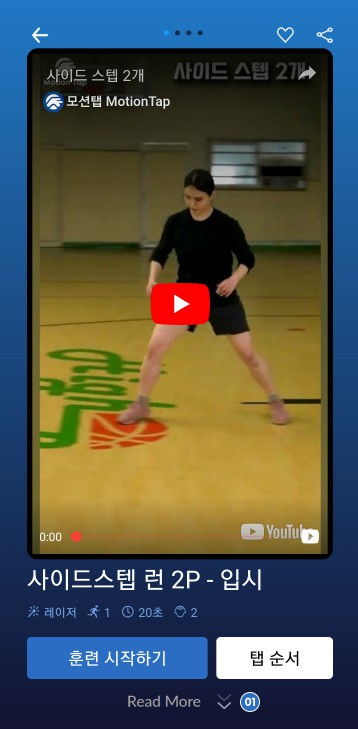 사이드 스텝 2개
사이드 스텝 2개
MotionTap
모션탭 MotionTap
0:00
YouTube
사이드스텝 런 2P - 입시
레이저 1 20초 2
훈련 시작하기
탭 순서
Read More 01